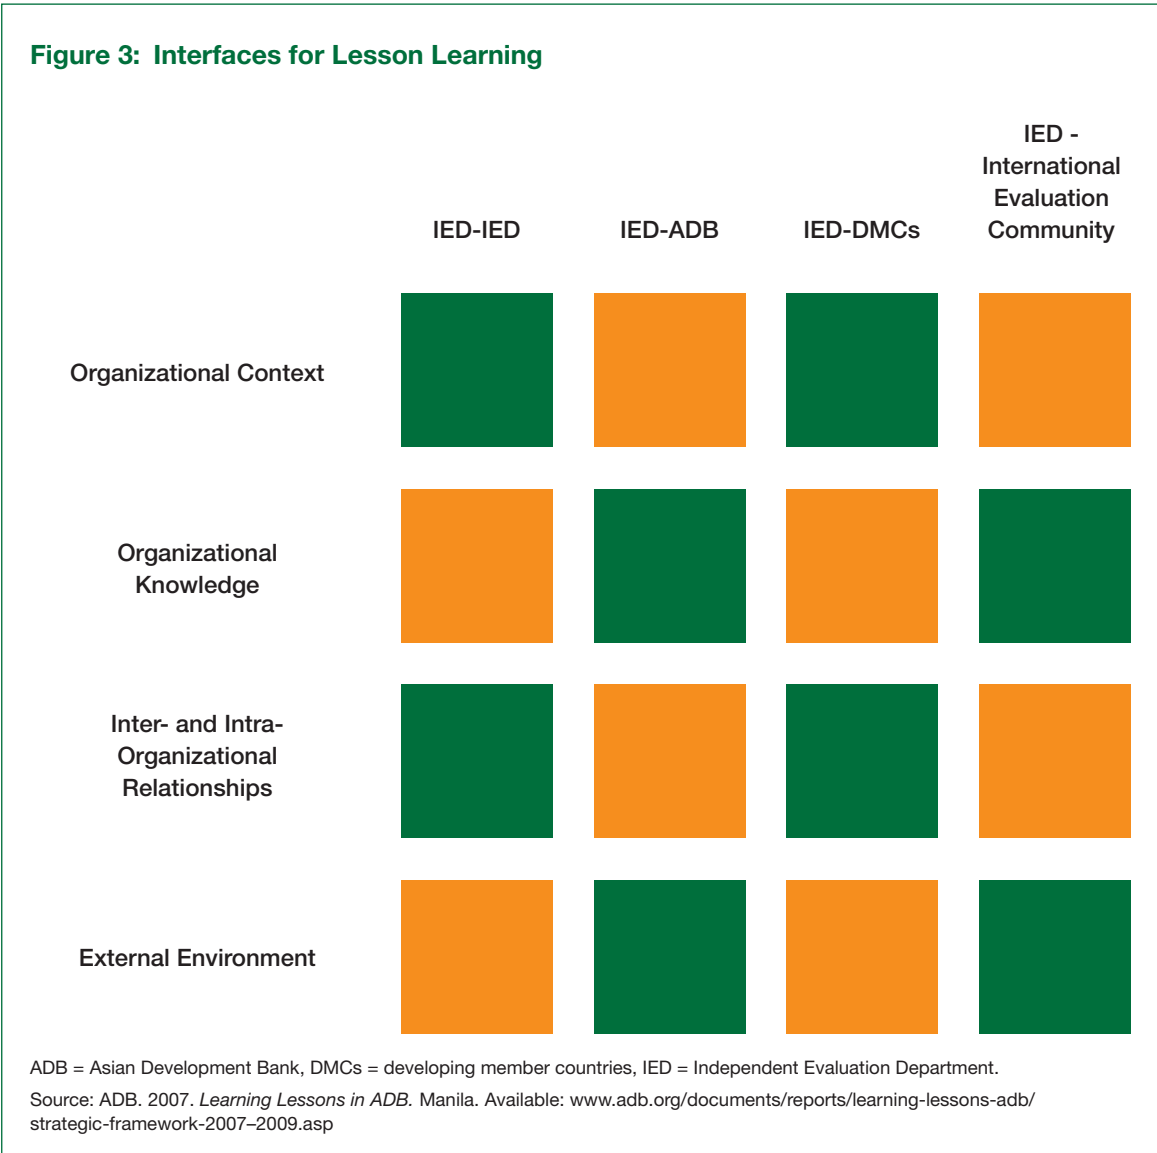 Figure 3: Interfaces for Lesson Learning
IED -
International
Evaluation
Community
IED-IED
IED-ADB
IED-DMCs
Organizational Context
Organizational
Knowledge
Inter- and Intra-
Organizational
Relationships
External Environment
ADB = Asian Development Bank, DMCs = developing member countries, IED = Independent Evaluation Department.
Source: ADB. 2007. Learning Lessons in ADB. Manila. Available: www.adb.org/documents/reports/learning-lessons-adb/
strategic-framework-2007–2009.asp